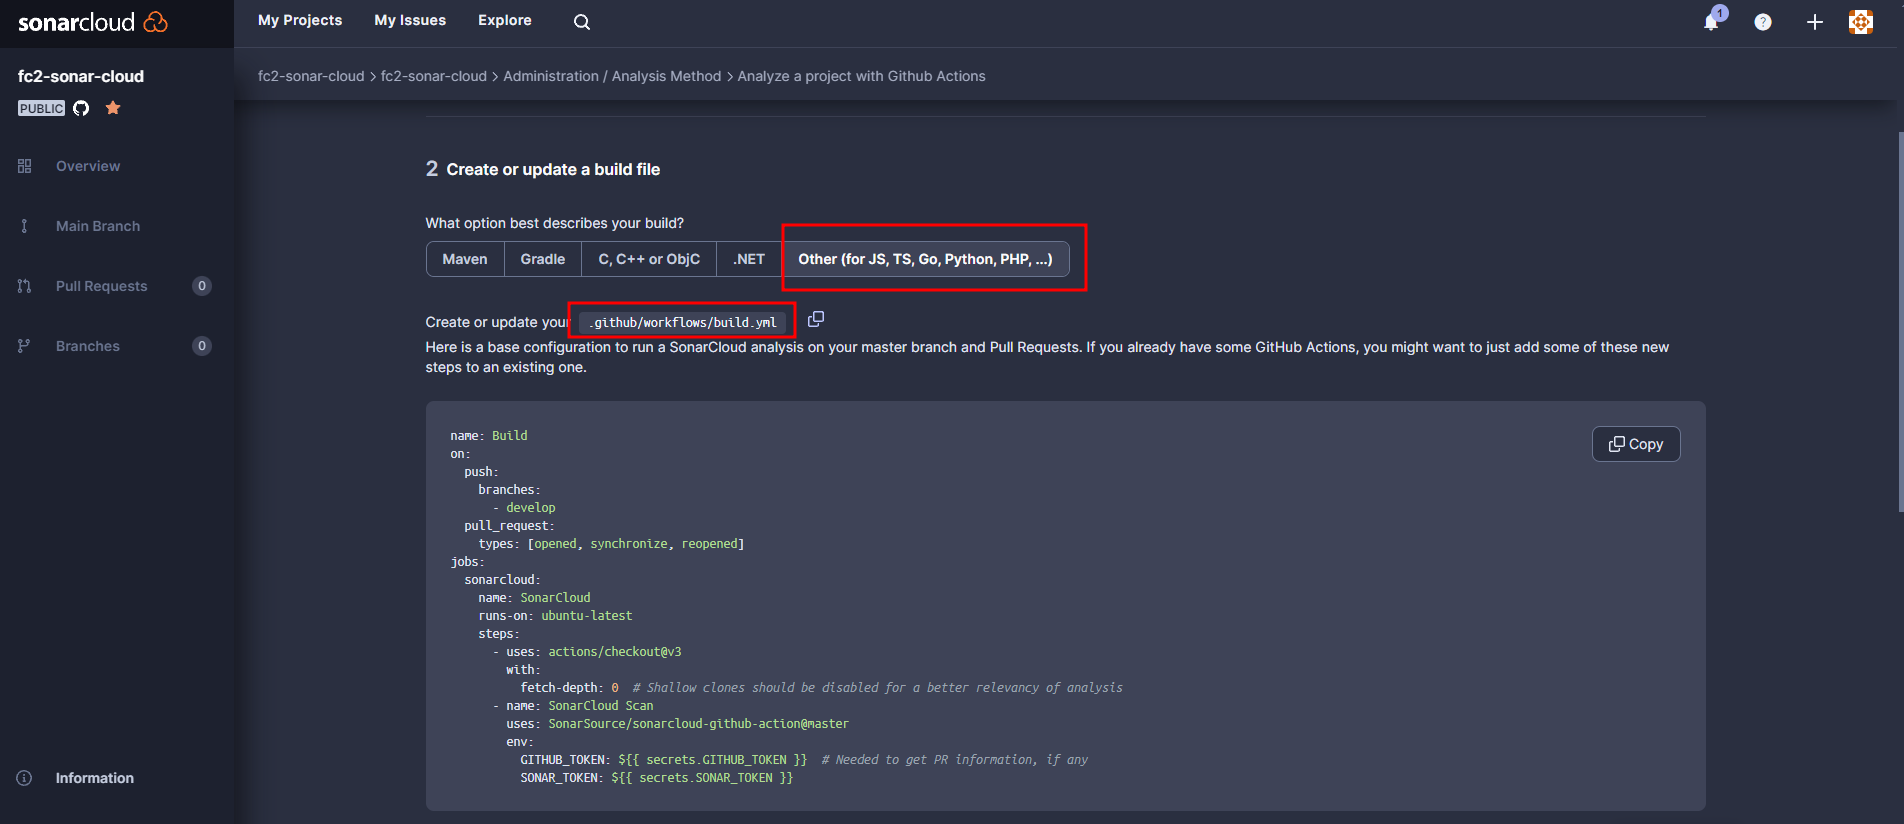 sonarcloud
My Projects My Issues Explore
1
?
fc2-sonar-cloud
PUBLIC
Overview
Main Branch
Pull Requests 0
Branches 0
Information
fc2-sonar-cloud > fc2-sonar-cloud > Administration / Analysis Method > Analyze a project with Github Actions
2 Create or update a build file
What option best describes your build?
Maven Gradle C, C++ or ObjC .NET Other (for JS, TS, Go, Python, PHP, ...)
Create or update your .github/workflows/build.yml
Here is a base configuration to run a SonarCloud analysis on your master branch and Pull Requests. If you already have some GitHub Actions, you might want to just add some of these new
steps to an existing one.
Copy
name: Build
on:
  push:
    branches:
      - develop
  pull_request:
    types: [opened, synchronize, reopened]
jobs:
  sonarcloud:
    name: SonarCloud
    runs-on: ubuntu-latest
    steps:
      - uses: actions/checkout@v3
        with:
          fetch-depth: 0  # Shallow clones should be disabled for a better relevancy of analysis
      - name: SonarCloud Scan
        uses: SonarSource/sonarcloud-github-action@master
        env:
          GITHUB_TOKEN: ${{ secrets.GITHUB_TOKEN }}  # Needed to get PR information, if any
          SONAR_TOKEN: ${{ secrets.SONAR_TOKEN }}